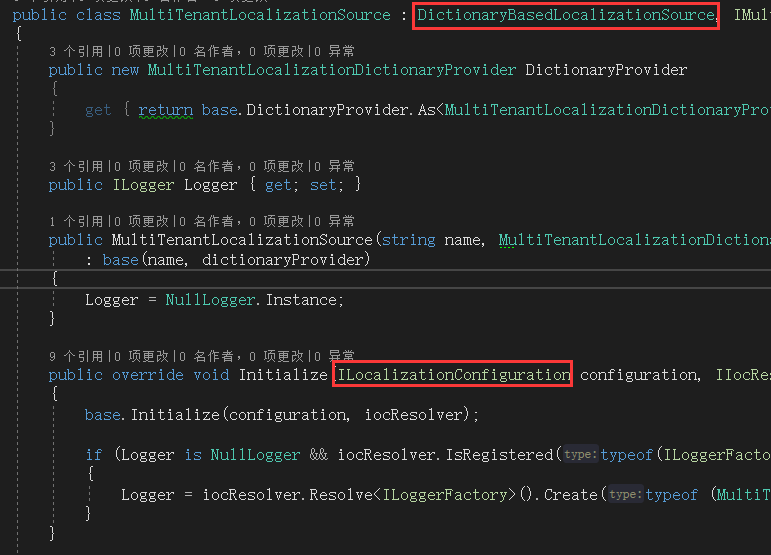 public class MultiTenantLocalizationSource : DictionaryBasedLocalizationSource, IMul
{
3 个引用|0 项更改|0 名作者, 0 项更改|0 异常
public new MultiTenantLocalizationDictionaryProvider DictionaryProvider
{
get { return base.DictionaryProvider.As<MultiTenantLocalizationDictionaryPro
}
3 个引用|0 项更改|0 名作者, 0 项更改|0 异常
public ILogger Logger { get; set; }
1 个引用|0 项更改|0 名作者, 0 项更改|0 异常
public MultiTenantLocalizationSource(string name, MultiTenantLocalizationDictiona
: base(name, dictionaryProvider)
{
Logger = NullLogger.Instance;
}
9 个引用|0 项更改|0 名作者, 0 项更改|0 异常
public override void Initialize(ILocalizationConfiguration configuration, IIocRes
{
base.Initialize(configuration, iocResolver);
if (Logger is NullLogger && iocResolver.IsRegistered(type:typeof(ILoggerFacto
{
Logger = iocResolver.Resolve<ILoggerFactory>().Create(type:typeof (MultiT
}
}